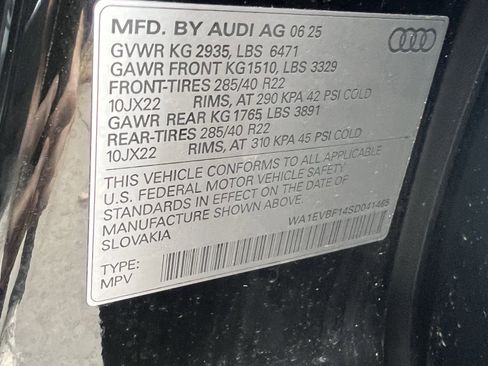 MFD. BY AUDI AG 06 25
GVWR KG 2935, LBS 6471
GAWR FRONT KG1510, LBS 3329
FRONT-TIRES 285/40 R22
10JX22 RIMS, AT 290 KPA 42 PSI COLD
GAWR REAR KG1765, LBS 3891
REAR-TIRES 285/40 R22
10JX22 RIMS, AT 310 KPA 45 PSI COLD
THIS VEHICLE CONFORMS TO ALL APPLICABLE
U.S. FEDERAL MOTOR VEHICLE SAFETY
STANDARDS IN EFFECT ON THE DATE OF
MANUFACTURE SHOWN ABOVE.
SLOVAKIA WA1EVBF14SD041465
TYPE:
MPV